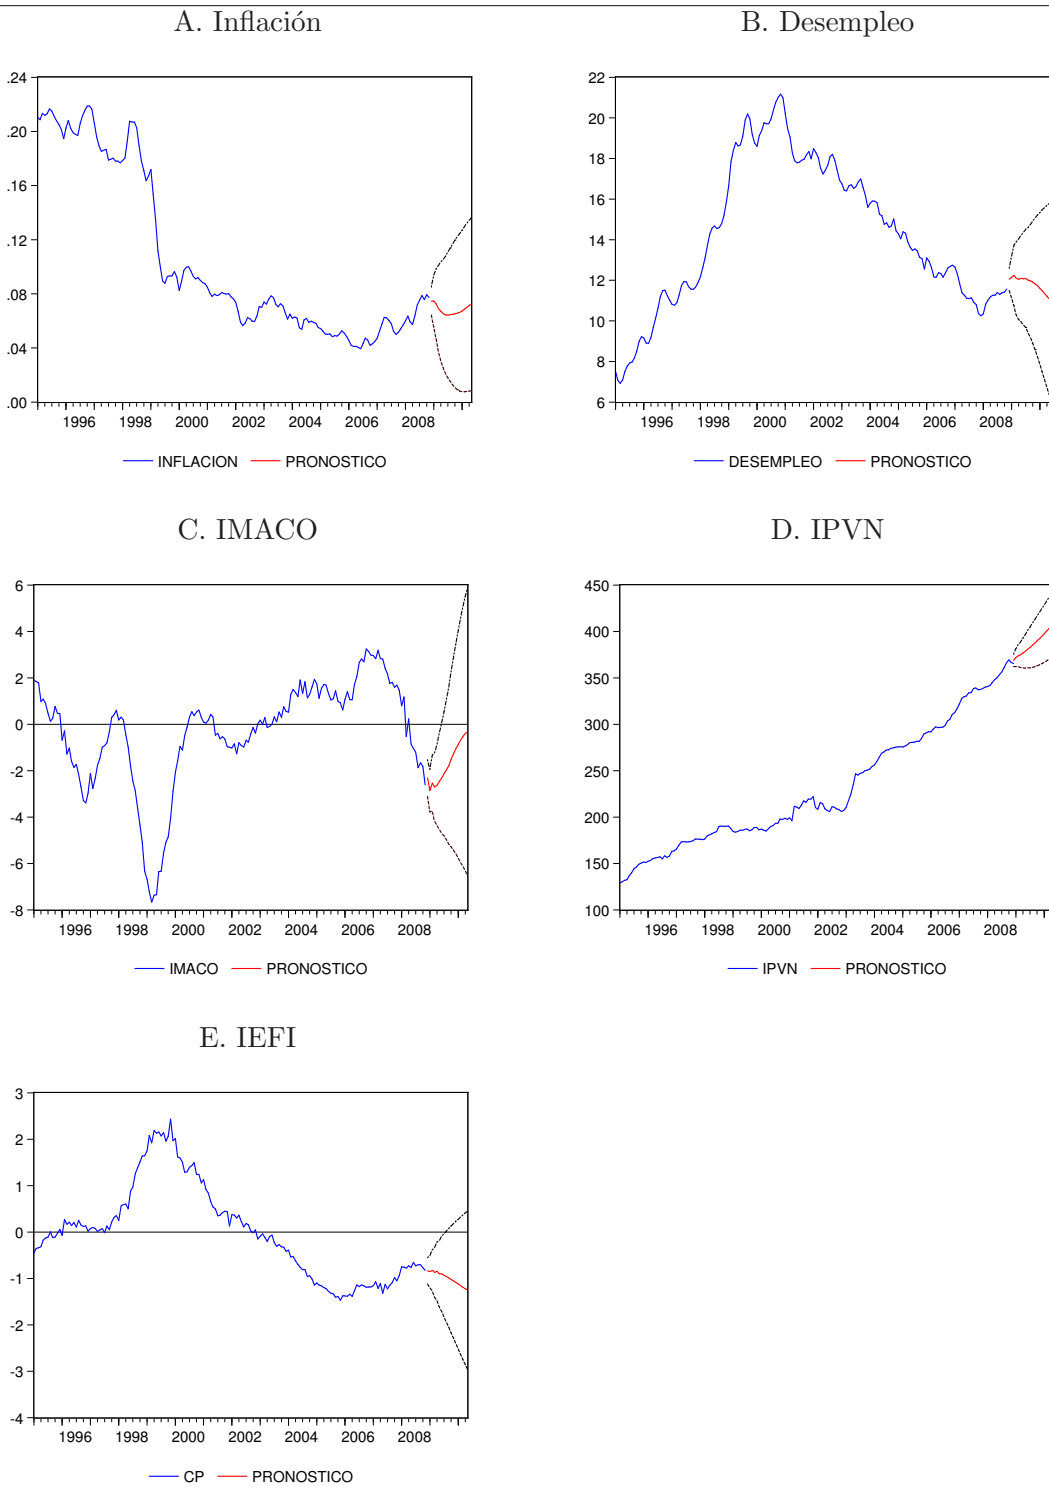 A. Inflación
.24
.20
.16
.12
.08
.04
.00
1996 1998 2000 2002 2004 2006 2008
INFLACION PRONOSTICO
B. Desempleo
22
20
18
16
14
12
10
8
6
1996 1998 2000 2002 2004 2006 2008
DESEMPLEO PRONOSTICO
C. IMACO
6
4
2
0
-2
-4
-6
-8
1996 1998 2000 2002 2004 2006 2008
IMACO PRONOSTICO
D. IPVN
450
400
350
300
250
200
150
100
1996 1998 2000 2002 2004 2006 2008
IPVN PRONOSTICO
E. IEFI
3
2
1
0
-1
-2
-3
-4
1996 1998 2000 2002 2004 2006 2008
CP PRONOSTICO